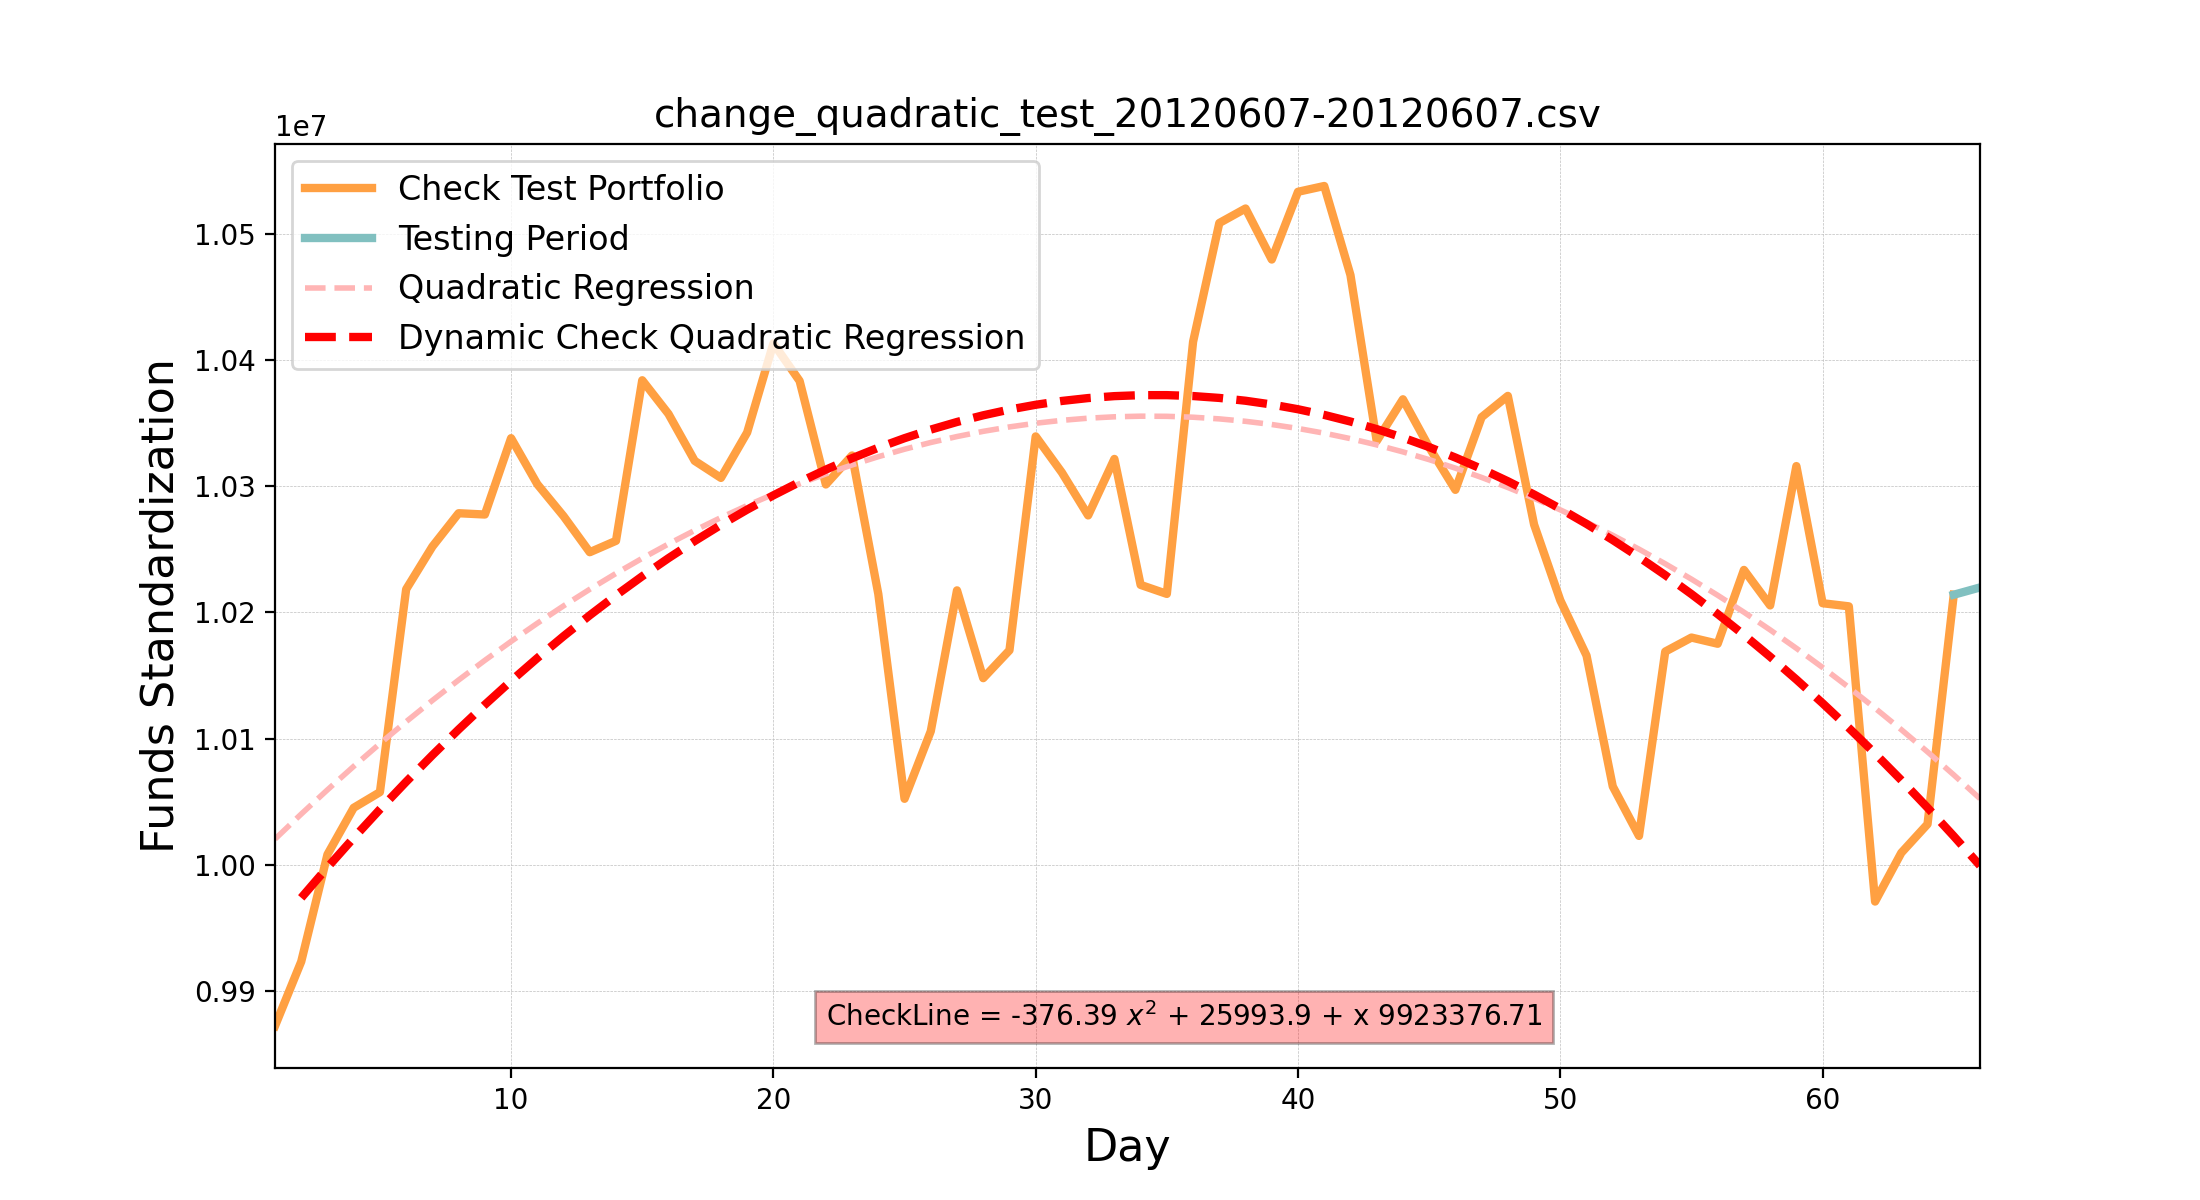 change_quadratic_test_20120607-20120607.csv
1e7
Check Test Portfolio
Testing Period
Quadratic Regression
Dynamic Check Quadratic Regression
1.05
1.04
1.03
1.02
1.01
1.00
0.99
Funds Standardization
CheckLine = -376.39 x² + 25993.9 + x 9923376.71
10 20 30 40 50 60
Day